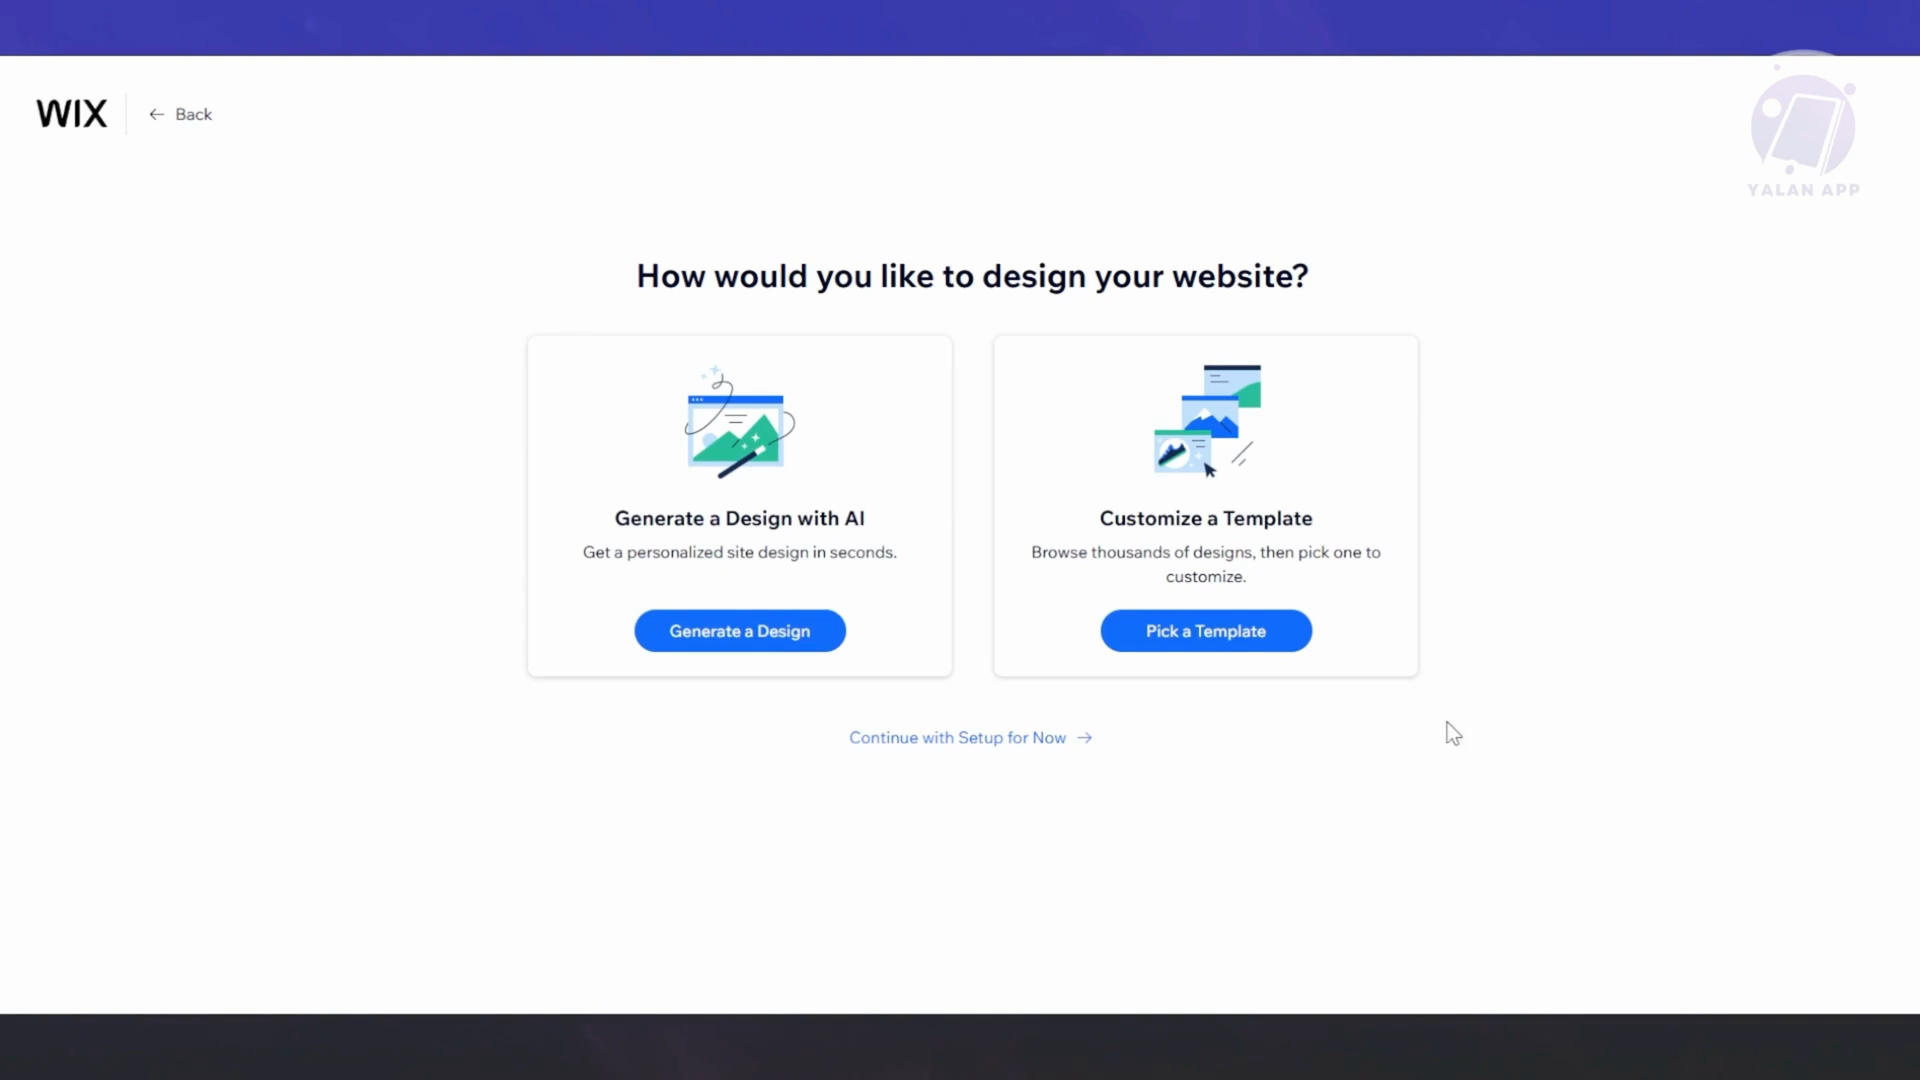 WIX
Back
YALAN APP
How would you like to design your website?
Generate a Design with AI
Get a personalized site design in seconds.
Generate a Design
Customize a Template
Browse thousands of designs, then pick one to
customize.
Pick a Template
Continue with Setup for Now